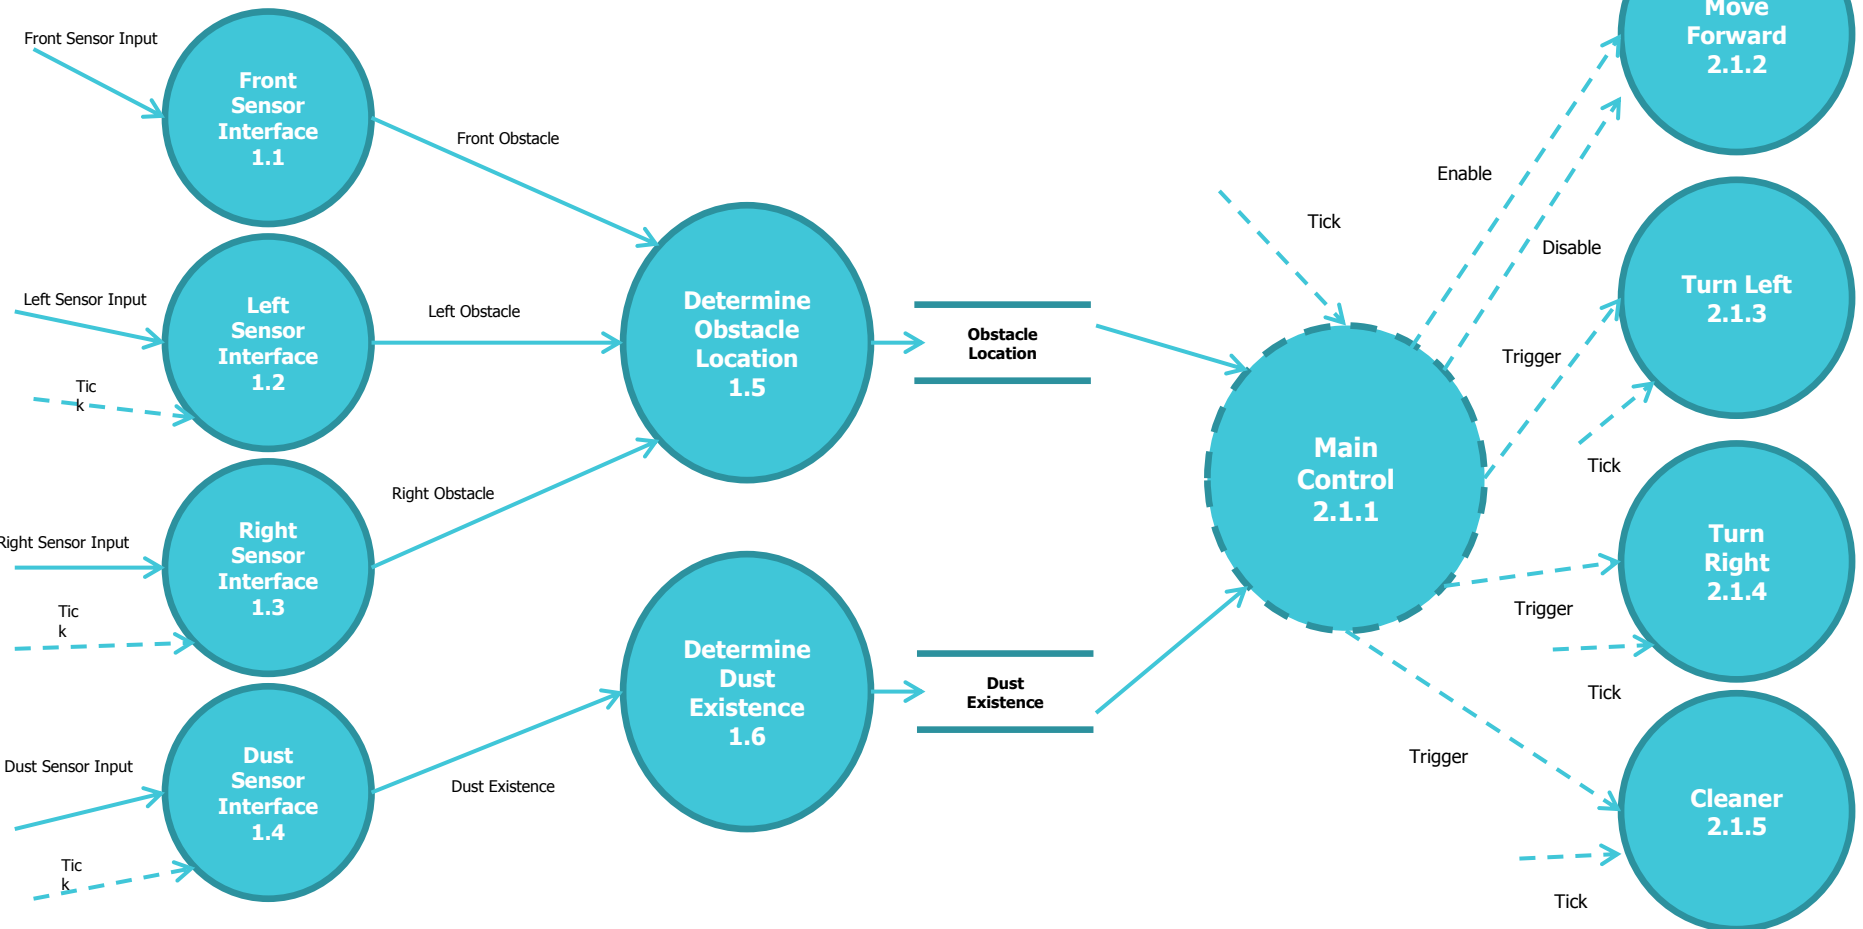 Front Sensor Input
Front
Sensor
Interface
1.1
Front Obstacle
Left Sensor Input
Left
Sensor
Interface
1.2
Tic
k
Left Obstacle
Right Sensor Input
Right
Sensor
Interface
1.3
Tic
k
Right Obstacle
Dust Sensor Input
Dust
Sensor
Interface
1.4
Tic
k
Dust Existence
Determine
Obstacle
Location
1.5
Determine
Dust
Existence
1.6
Obstacle
Location
Dust
Existence
Tick
Main
Control
2.1.1
Enable
Disable
Trigger
Tick
Trigger
Tick
Trigger
Tick
Move
Forward
2.1.2
Turn Left
2.1.3
Turn
Right
2.1.4
Cleaner
2.1.5